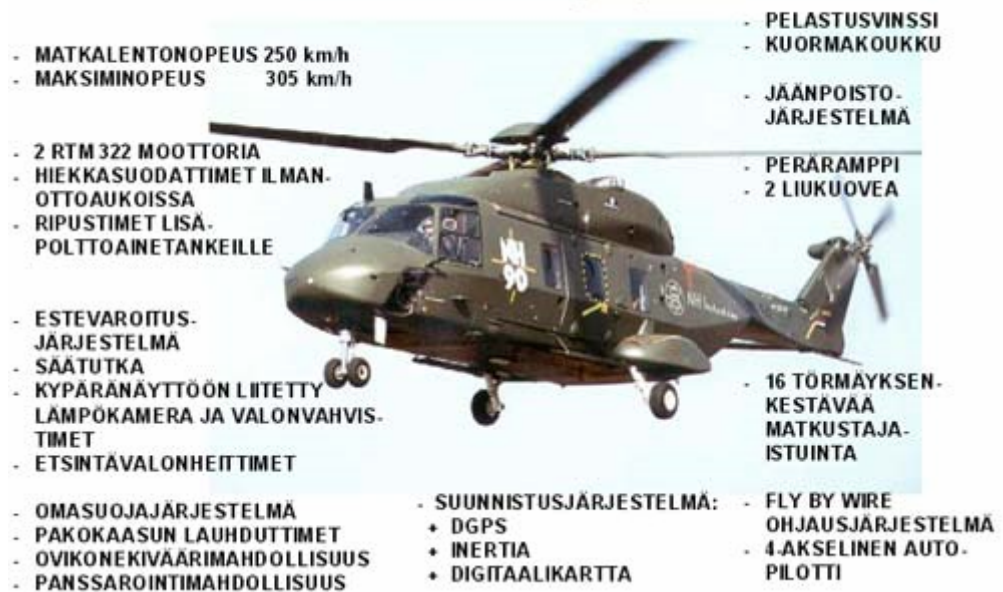 - MATKALENTONOPEUS 250 km/h
- MAKSIMINOPEUS 305 km/h
- 2 RTM 322 MOOTTORIA
- HIEKKASUODATTIMET ILMAN-
OTTOAUKOISSA
- RIPUSTIMET LISÄ-
POLTTOAINETANKEILLE
- ESTEVAROITUS-
JÄRJESTELMÄ
- SÄÄTUTKA
- KYPÄRÄNÄYTTÖÖN LIITETTY
LÄMPÖKAMERA JA VALONVAHVIS-
TIMET
- ETSINTÄVALONHEITTIMET
- OMASUOJAJÄRJESTELMÄ
- PAKOKAASUN LAUHDUTTIMET
- OVIKONEKIVÄÄRIMAHDOLLISUUS
- PANSSAROINTIMAHDOLLISUUS
NH
90
NH Industries
- SUUNNISTUSJÄRJESTELMÄ:
+ DGPS
+ INERTIA
+ DIGITAALIKARTTA
- PELASTUSVINSSI
- KUORMAKOUKKU
- JÄÄNPOISTO-
JÄRJESTELMÄ
- PERÄRAMPPI
- 2 LIUKUOVEA
- 16 TÖRMÄYKSEN-
KESTÄVÄÄ
MATKUSTAJA-
ISTUINTA
- FLY BY WIRE
OHJAUSJÄRJESTELMÄ
- 4-AKSELINEN AUTO-
PILOTTI